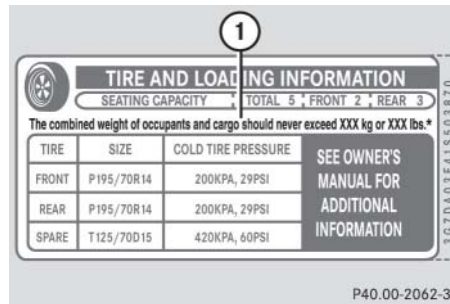 1
TIRE AND LOADING INFORMATION
SEATING CAPACITY TOTAL 5 FRONT 2 REAR 3
The combined weight of occupants and cargo should never exceed XXX kg or XXX lbs.*
TIRE SIZE COLD TIRE PRESSURE
FRONT P195/70R14 200KPA, 29PSI
REAR P195/70R14 200KPA, 29PSI
SPARE T125/70D15 420KPA, 60PSI
SEE OWNER'S
MANUAL FOR
ADDITIONAL
INFORMATION
P40.00-2062-3